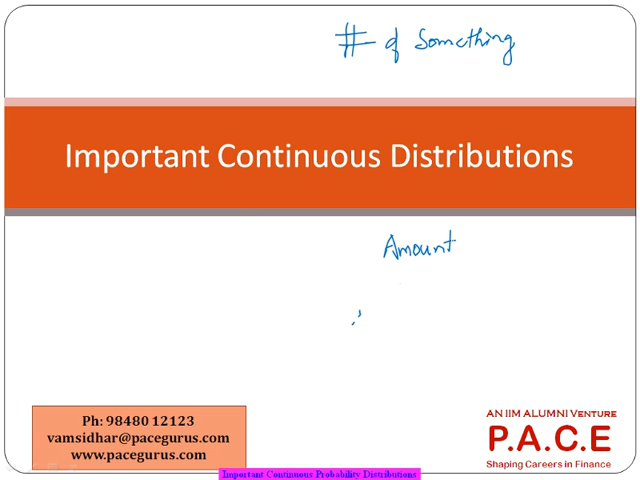 # of Something
Important Continuous Distributions
Amount
Ph: 98480 12123
vamsidhar@pacegurus.com
www.pacegurus.com
AN IIM ALUMNI VENTURE
P.A.C.E
Shaping Careers in Finance
Important Continuous Probability Distributions